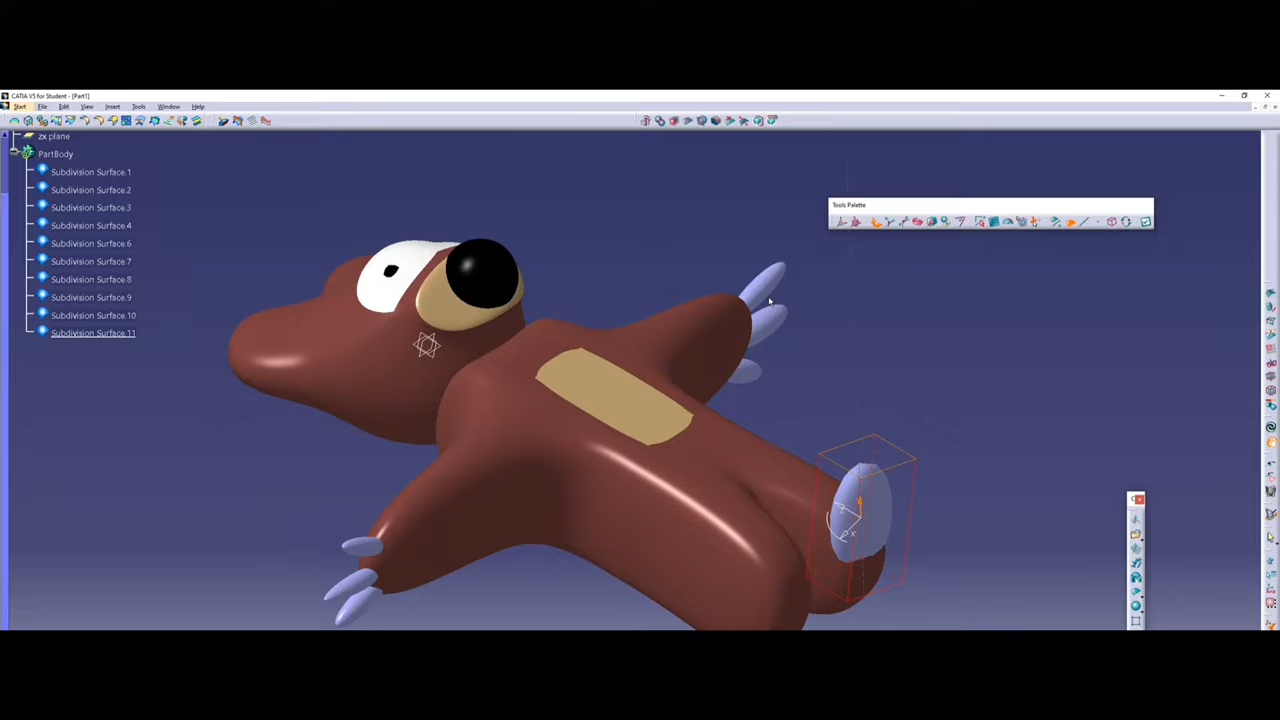 CATIA V5 for Student - [Part1]
Start File Edit View Insert Tools Window Help
zx plane
PartBody
Subdivision Surface.1
Subdivision Surface.2
Subdivision Surface.3
Subdivision Surface.4
Subdivision Surface.6
Subdivision Surface.7
Subdivision Surface.8
Subdivision Surface.9
Subdivision Surface.10
Subdivision Surface.11
Tools Palette